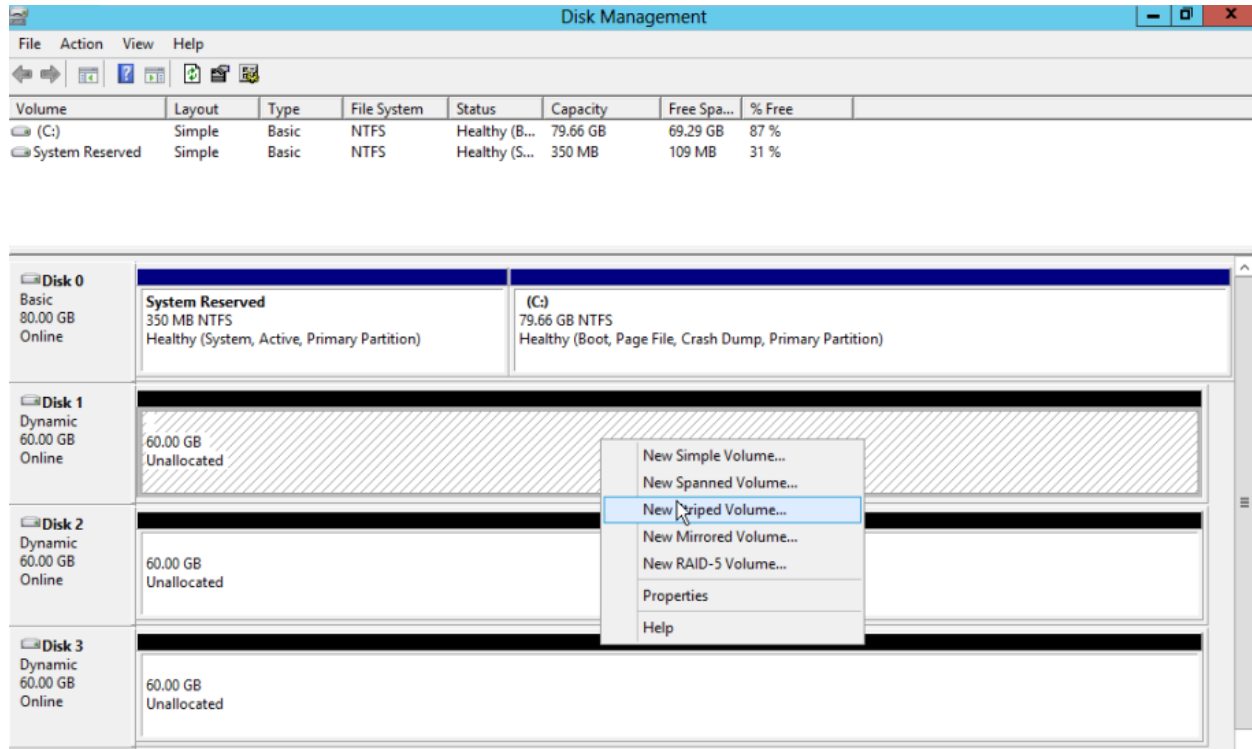 Disk Management
File Action View Help
Volume Layout Type File System Status Capacity Free Spa... % Free
(C:) Simple Basic NTFS Healthy (B... 79.66 GB 69.29 GB 87 %
System Reserved Simple Basic NTFS Healthy (S... 350 MB 109 MB 31 %
Disk 0
Basic
80.00 GB
Online
System Reserved
350 MB NTFS
Healthy (System, Active, Primary Partition)
(C:)
79.66 GB NTFS
Healthy (Boot, Page File, Crash Dump, Primary Partition)
Disk 1
Dynamic
60.00 GB
Online
60.00 GB
Unallocated
New Simple Volume...
New Spanned Volume...
New Striped Volume...
New Mirrored Volume...
New RAID-5 Volume...
Properties
Help
Disk 2
Dynamic
60.00 GB
Online
60.00 GB
Unallocated
Disk 3
Dynamic
60.00 GB
Online
60.00 GB
Unallocated